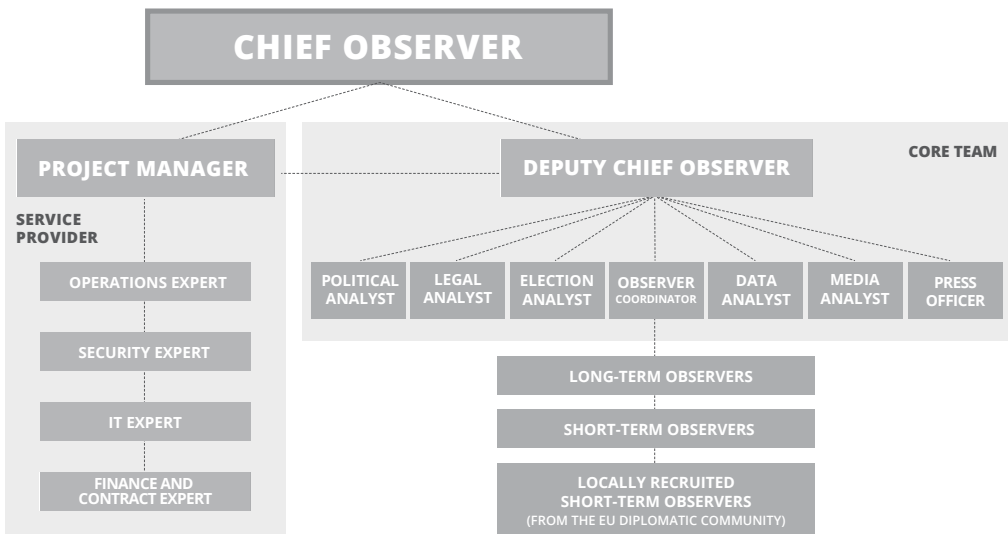 CHIEF OBSERVER
PROJECT MANAGER
DEPUTY CHIEF OBSERVER
CORE TEAM
SERVICE
PROVIDER
OPERATIONS EXPERT
SECURITY EXPERT
IT EXPERT
FINANCE AND
CONTRACT EXPERT
POLITICAL
ANALYST
LEGAL
ANALYST
ELECTION
ANALYST
OBSERVER
COORDINATOR
DATA
ANALYST
MEDIA
ANALYST
PRESS
OFFICER
LONG-TERM OBSERVERS
SHORT-TERM OBSERVERS
LOCALLY RECRUITED
SHORT-TERM OBSERVERS
(FROM THE EU DIPLOMATIC COMMUNITY)